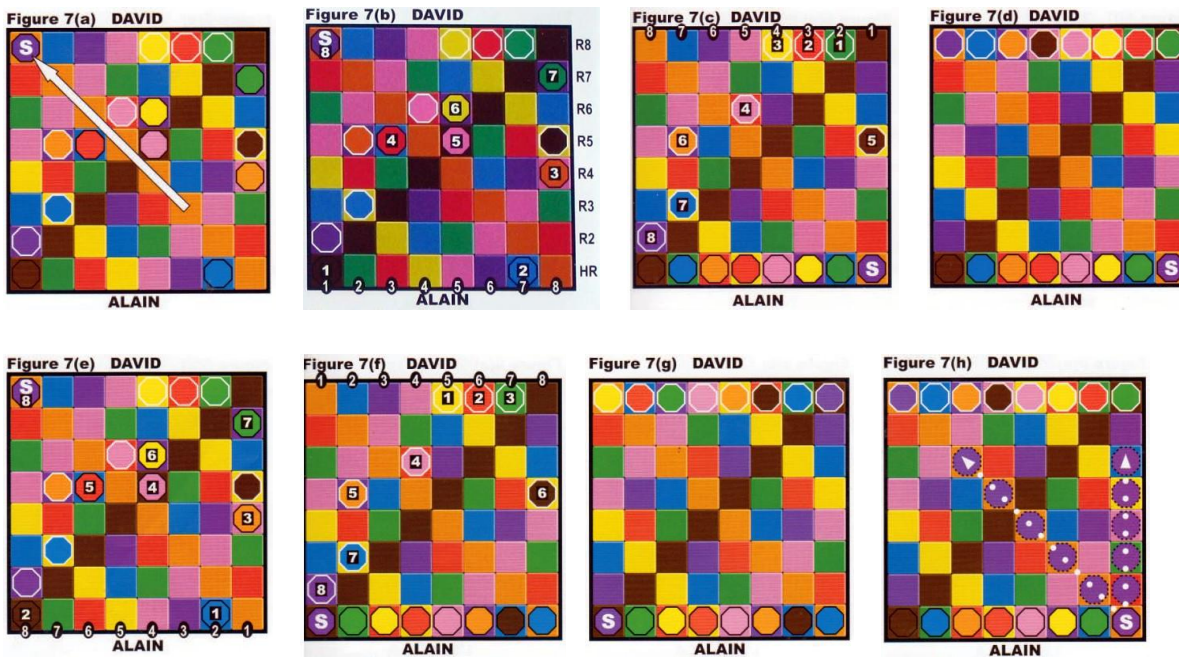 Figure 7(a) DAVID
S
ALAIN
Figure 7(b) DAVID
S
8 R8
7 R7
6 R6
4 5 R5
3 R4
R3
R2
1 2 HR
1 2 3 4 5 6 7 8
ALAIN
Figure 7(c) DAVID
8 7 6 5 4 3 2 1
3 2 1
4
6 5
7
8
S
ALAIN
Figure 7(d) DAVID
S
ALAIN
Figure 7(e) DAVID
S
8
7
6
5 4
3
2 1
8 7 6 5 4 3 2 1
ALAIN
Figure 7(f) DAVID
1 2 3 4 5 6 7 8
1 2 3
4
5 6
7
8
S
ALAIN
Figure 7(g) DAVID
S
ALAIN
Figure 7(h) DAVID
S
ALAIN